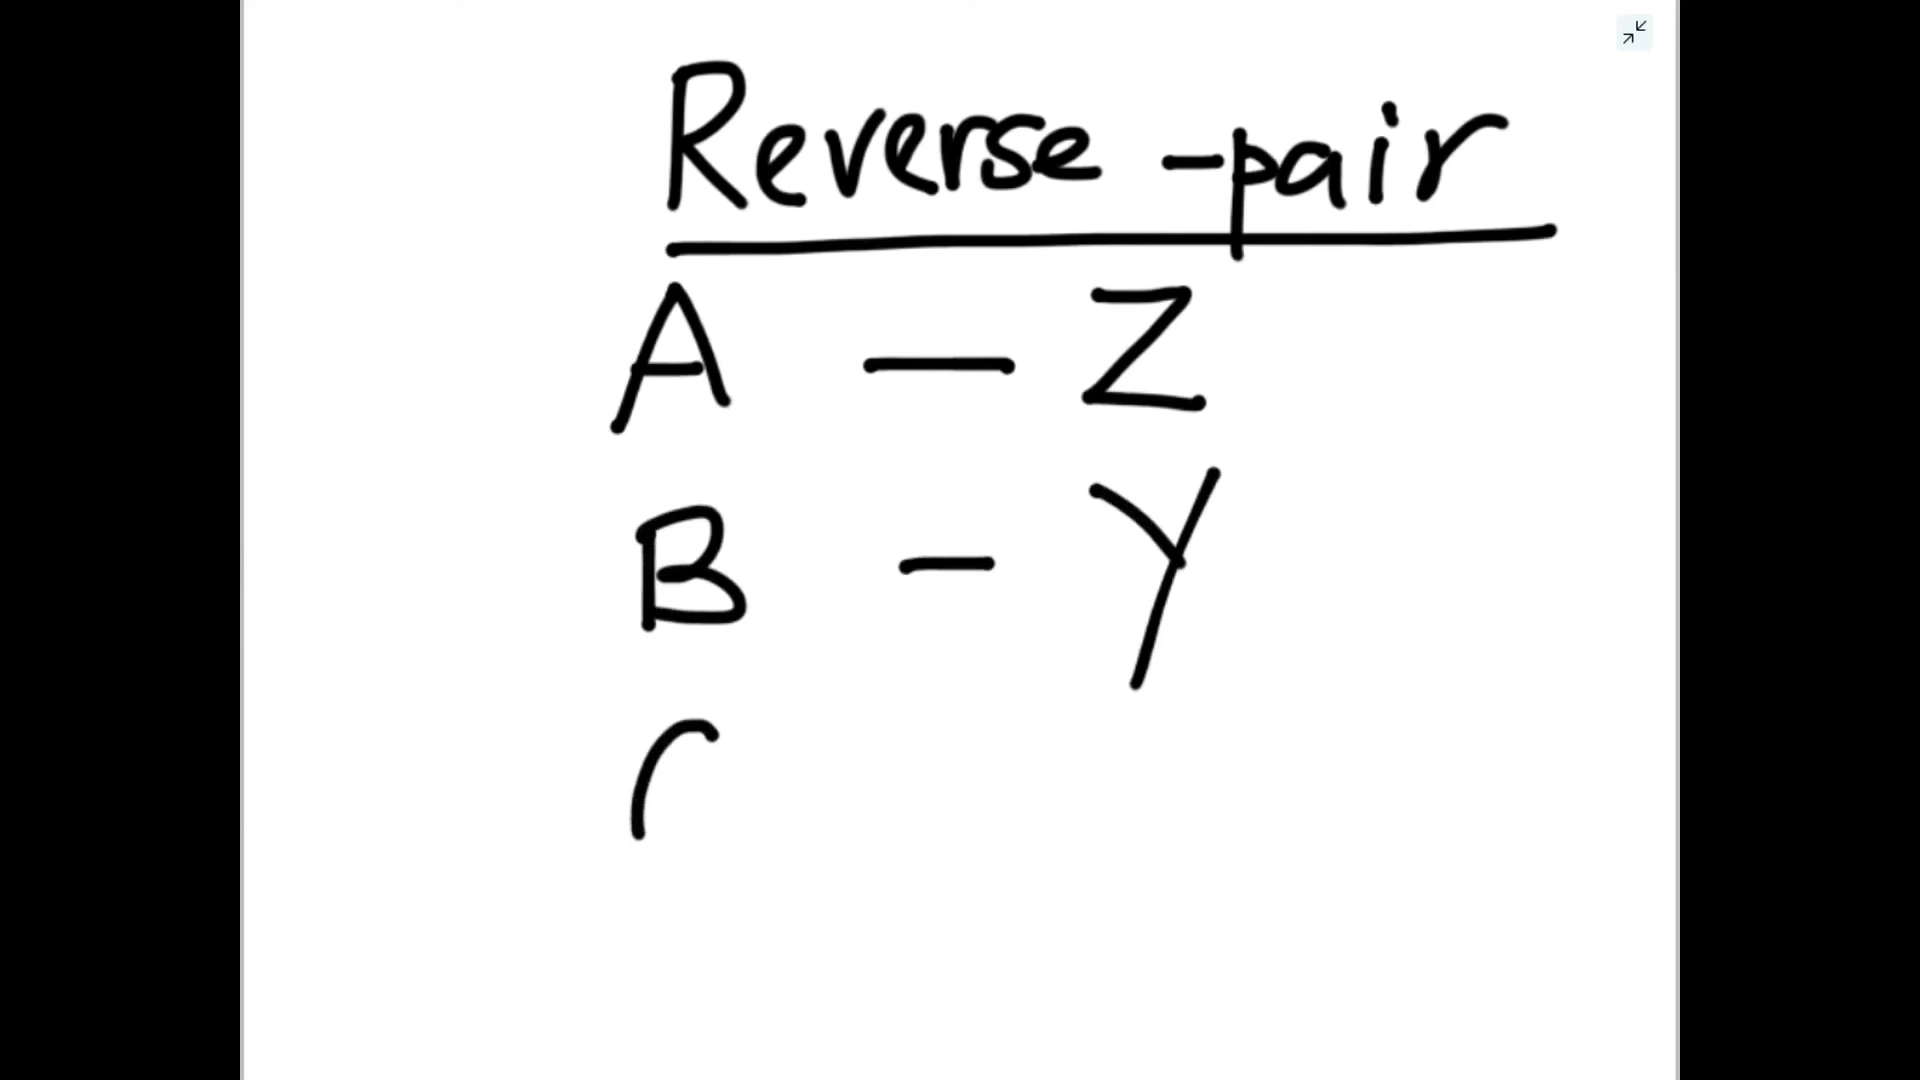 Reverse -pair
A — Z
B - Y